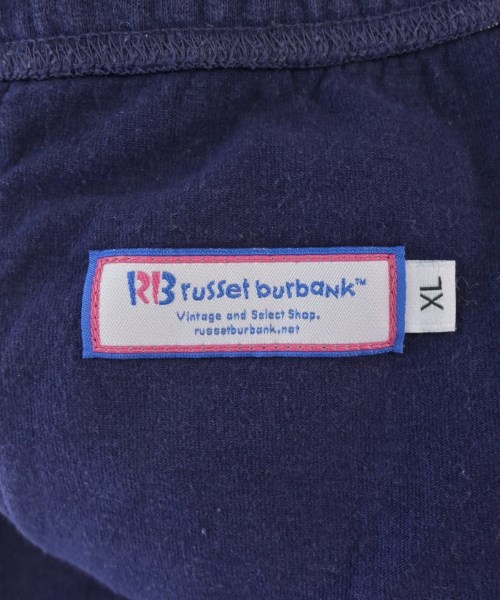 RB russet burbank™
Vintage and Select Shop.
russetburbank.net
XL